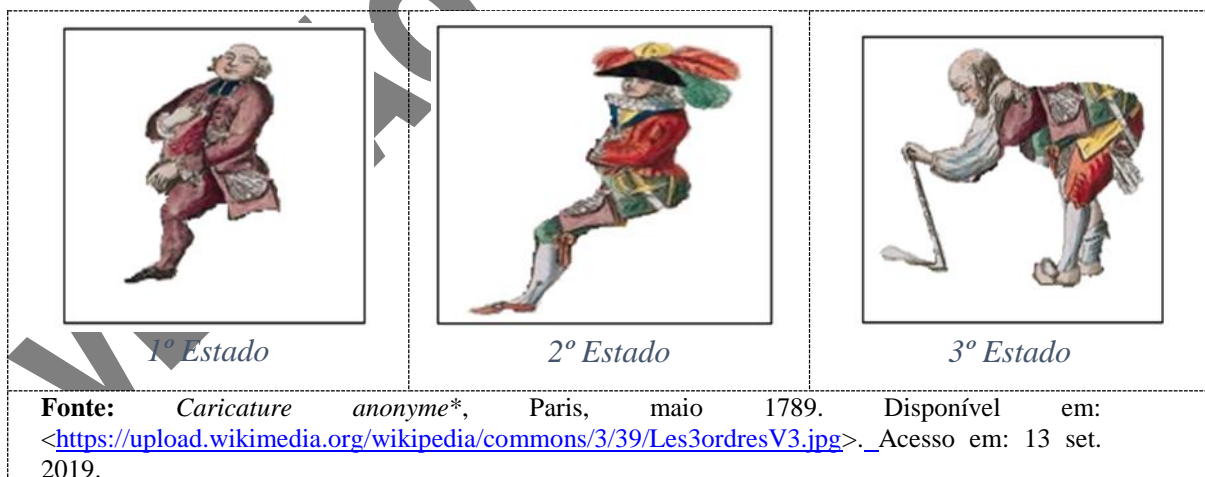 1º Estado 2º Estado 3º Estado
Fonte: Caricature anonyme*, Paris, maio 1789. Disponível em:
<https://upload.wikimedia.org/wikipedia/commons/3/39/Les3ordresV3.jpg>. Acesso em: 13 set.
2019.